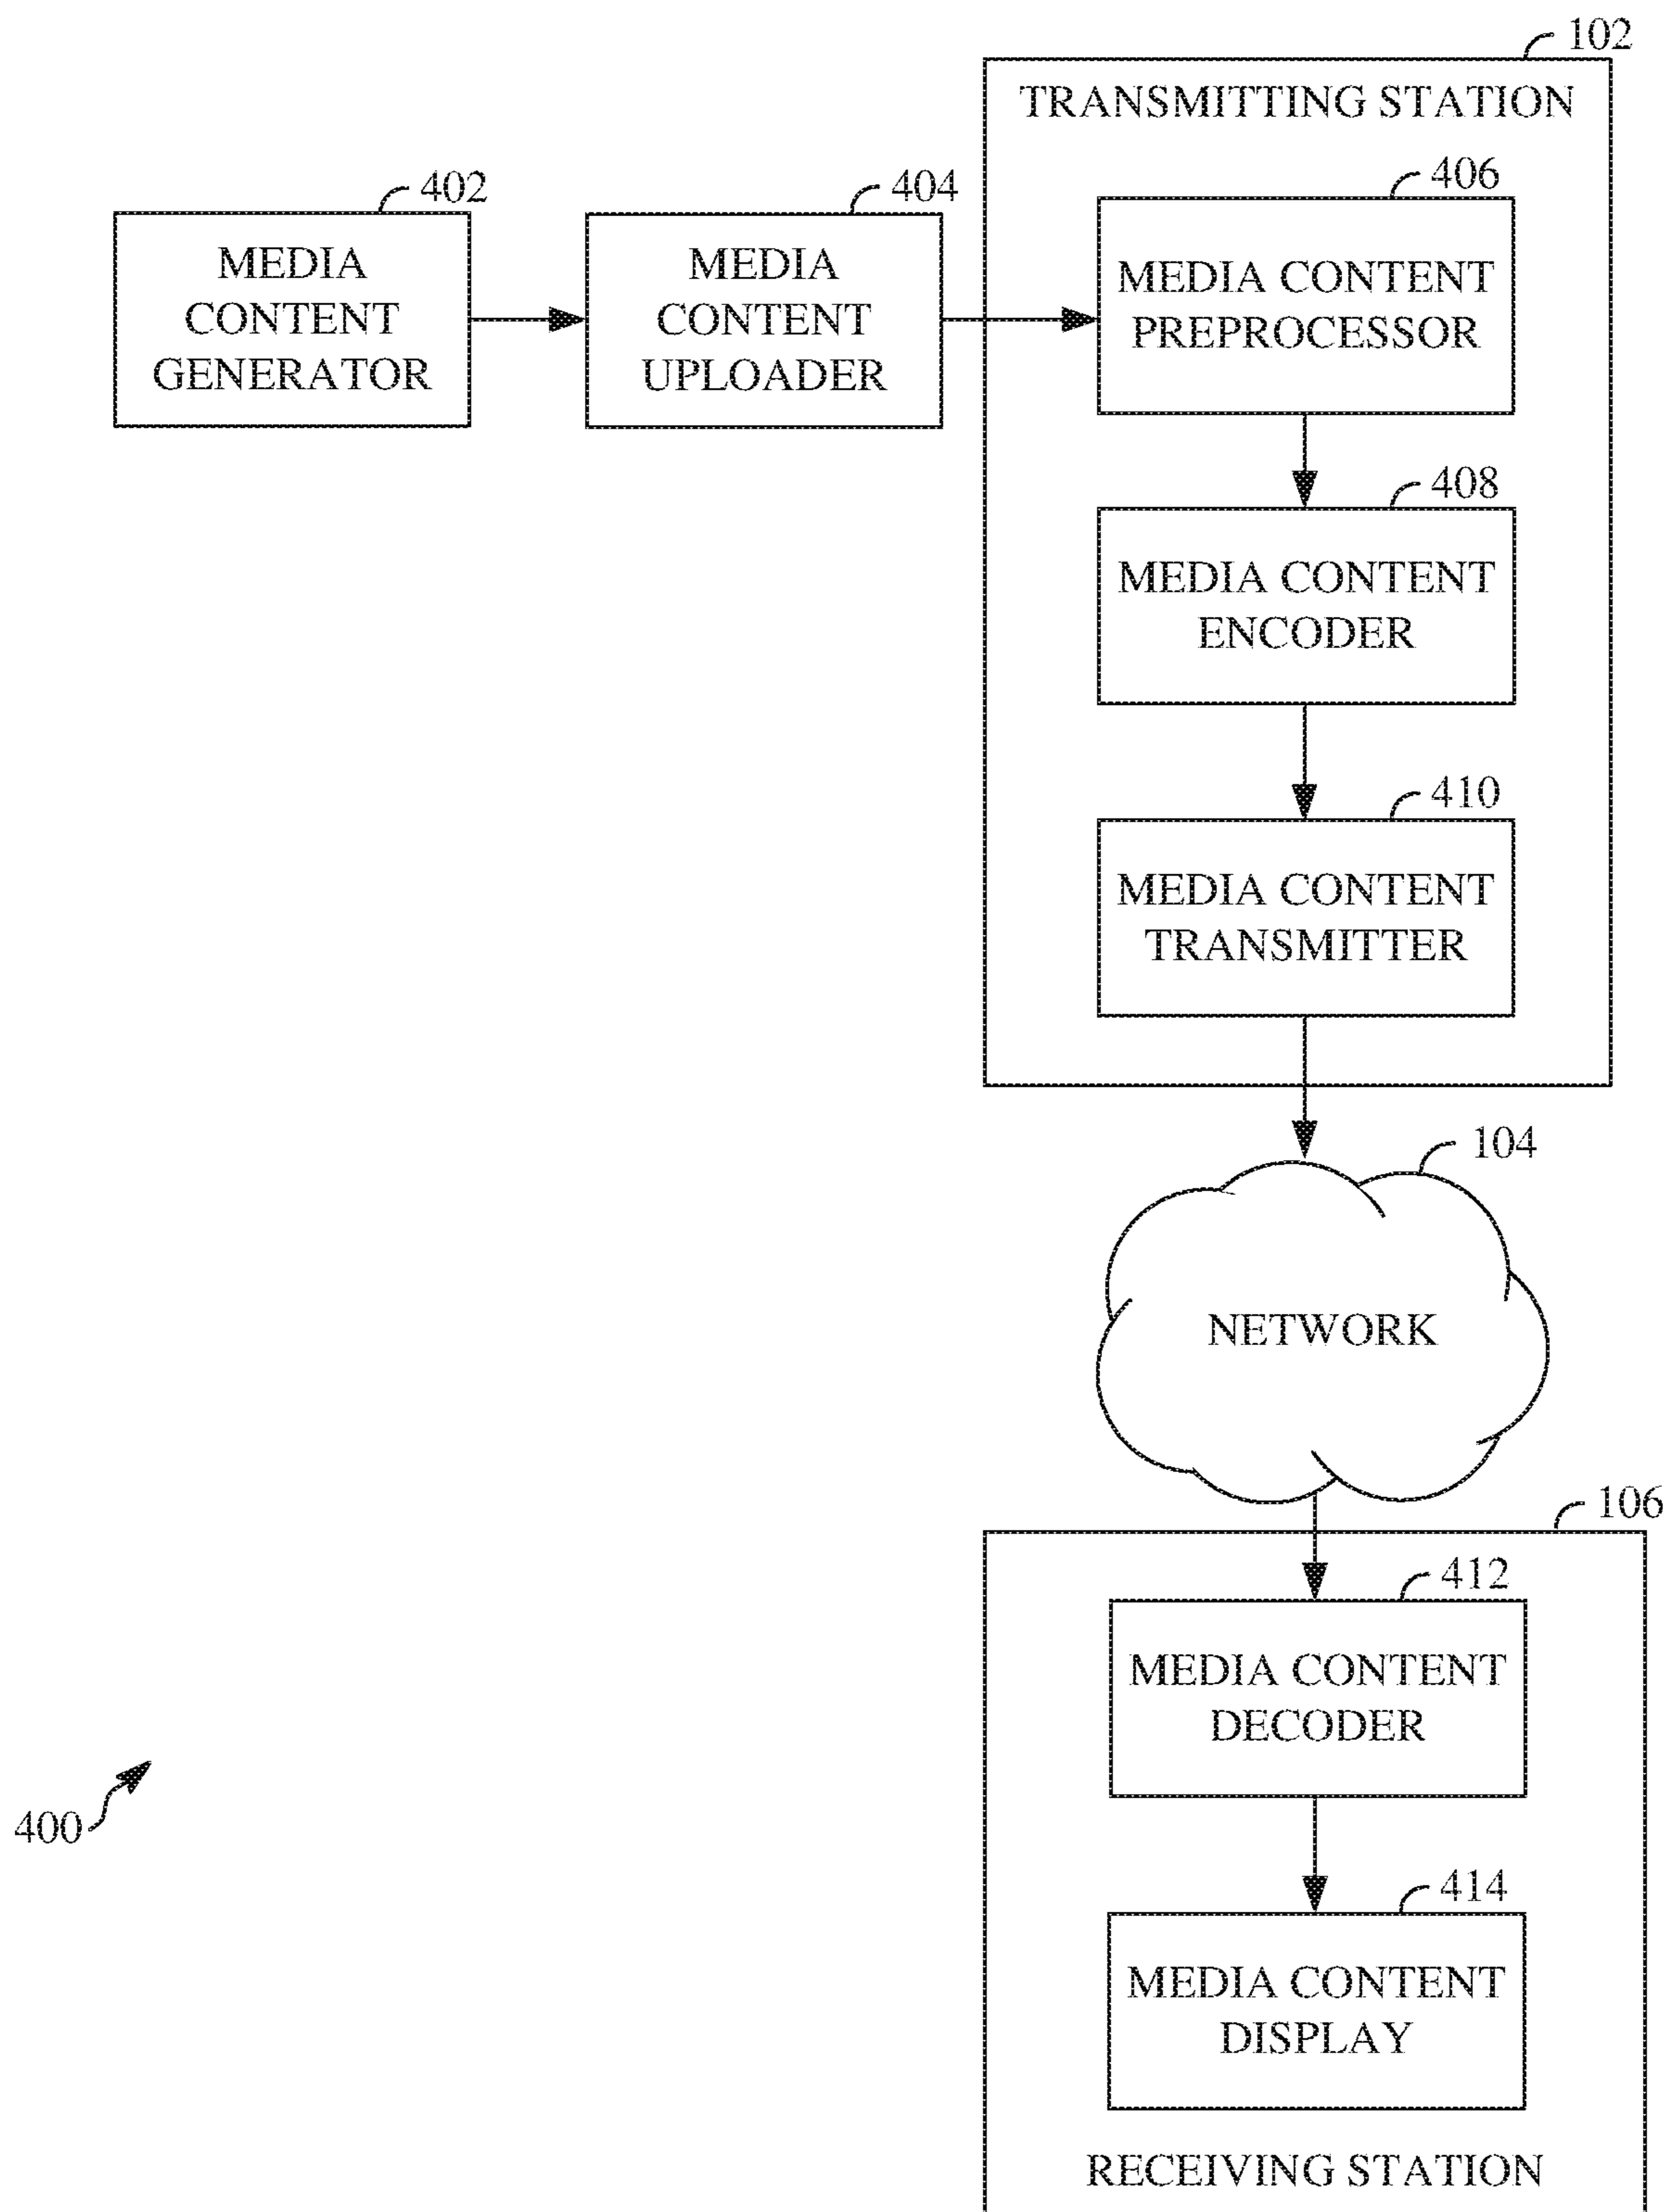 102
TRANSMITTING STATION
402
MEDIA
CONTENT
GENERATOR
404
MEDIA
CONTENT
UPLOADER
406
MEDIA CONTENT
PREPROCESSOR
408
MEDIA CONTENT
ENCODER
410
MEDIA CONTENT
TRANSMITTER
104
NETWORK
106
412
MEDIA CONTENT
DECODER
400
414
MEDIA CONTENT
DISPLAY
RECEIVING STATION